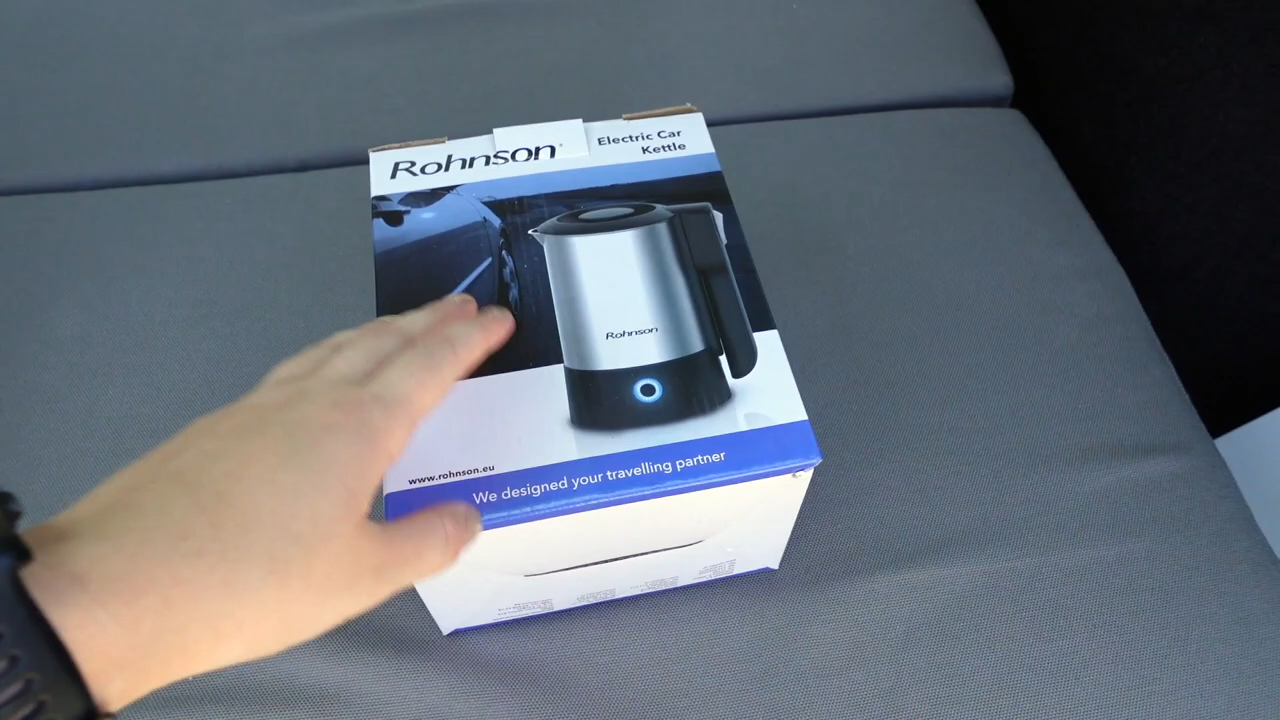 Rohnson
Electric Car
Kettle
Rohnson
www.rohnson.eu
We designed your travelling partner